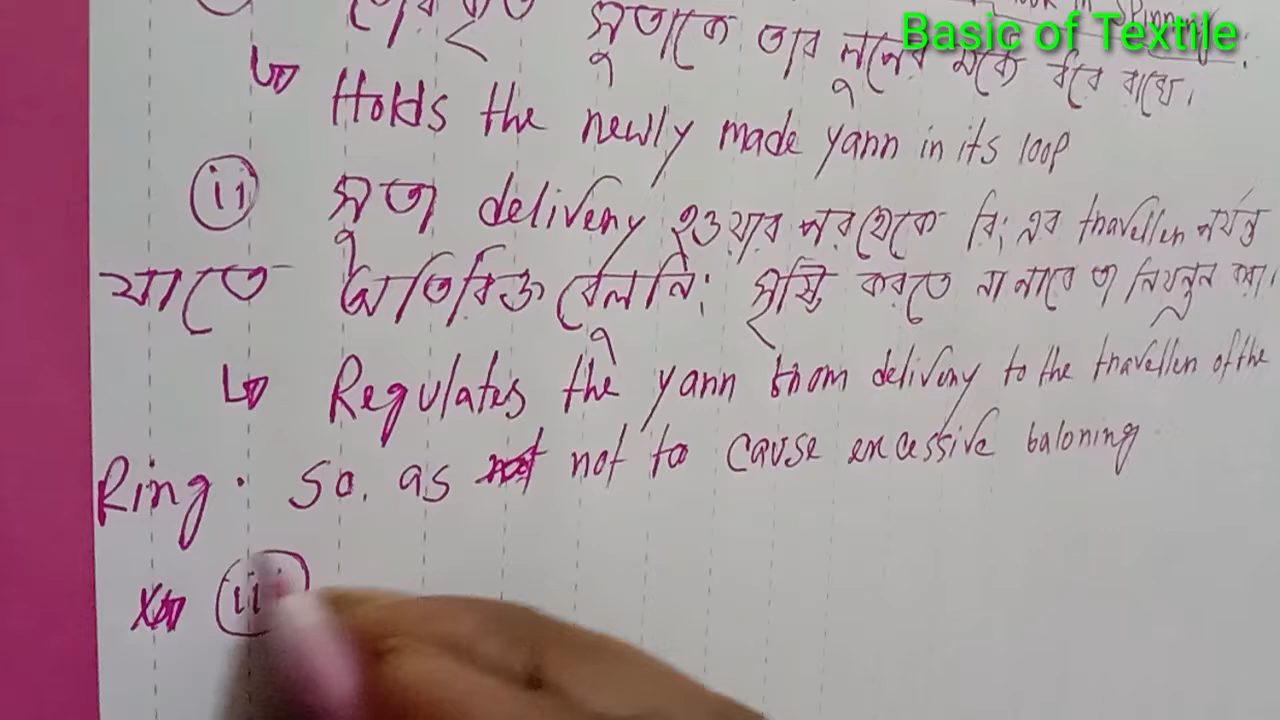 Basic of Textile
সুতাকে তার লুপের মধ্যে ধরে রাখে।
Holds the newly made yarn in its loop
(ii) সুতা delivery হওয়ার পর থেকে রিং এর traveller পর্যন্ত
যাতে অতিরিক্ত বেলুনিং সৃষ্টি করতে না পারে তা নিয়ন্ত্রন করা।
Regulates the yarn from delivery to the traveller of the
Ring. So. as not to cause excessive baloning
(iii